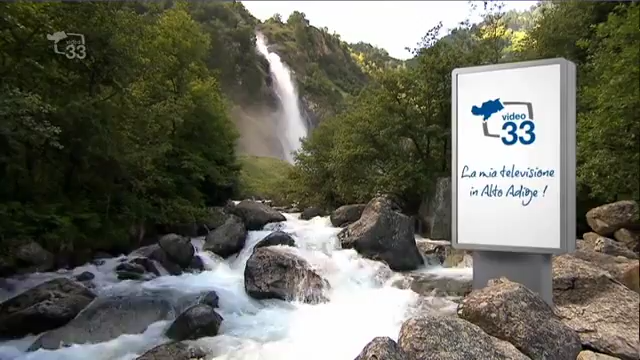 33
video
33
La mia televisione
in Alto Adige !